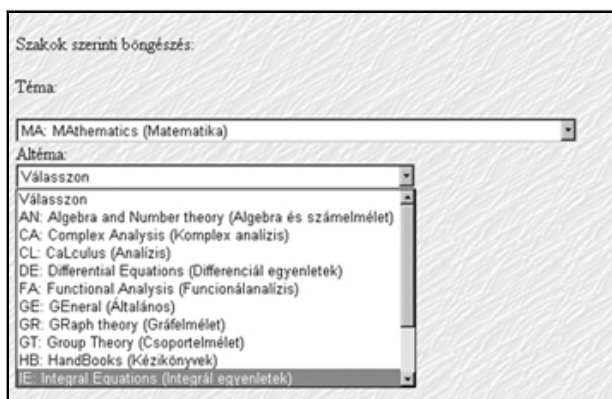 Szakok szerinti böngészés:
Téma:
MA: MAthematics (Matematika)
Altéma:
Válasszon
Válasszon
AN: Algebra and Number theory (Algebra és számelmélet)
CA: Complex Analysis (Komplex analízis)
CL: CaLculus (Analízis)
DE: Differential Equations (Differenciál egyenletek)
FA: Functional Analysis (Funcionálanalízis)
GE: GEneral (Általános)
GR: GRaph theory (Gráfelmélet)
GT: Group Theory (Csoportelmélet)
HB: HandBooks (Kézikönyvek)
IE: Integral Equations (Integrál egyenletek)